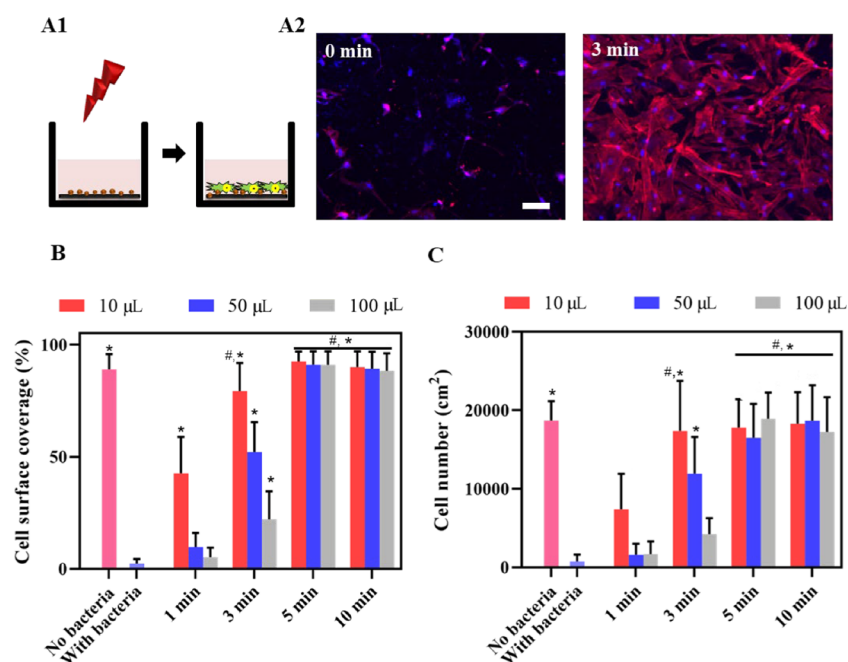 A1
A2
0 min
3 min
B
10 μL
50 μL
100 μL
Cell surface coverage (%)
100
50
0
*
*
#,*
*
*
#, *
No bacteria
With bacteria
1 min
3 min
5 min
10 min
C
10 μL
50 μL
100 μL
Cell number (cm²)
30000
20000
10000
0
*
#,*
*
#, *
No bacteria
With bacteria
1 min
3 min
5 min
10 min